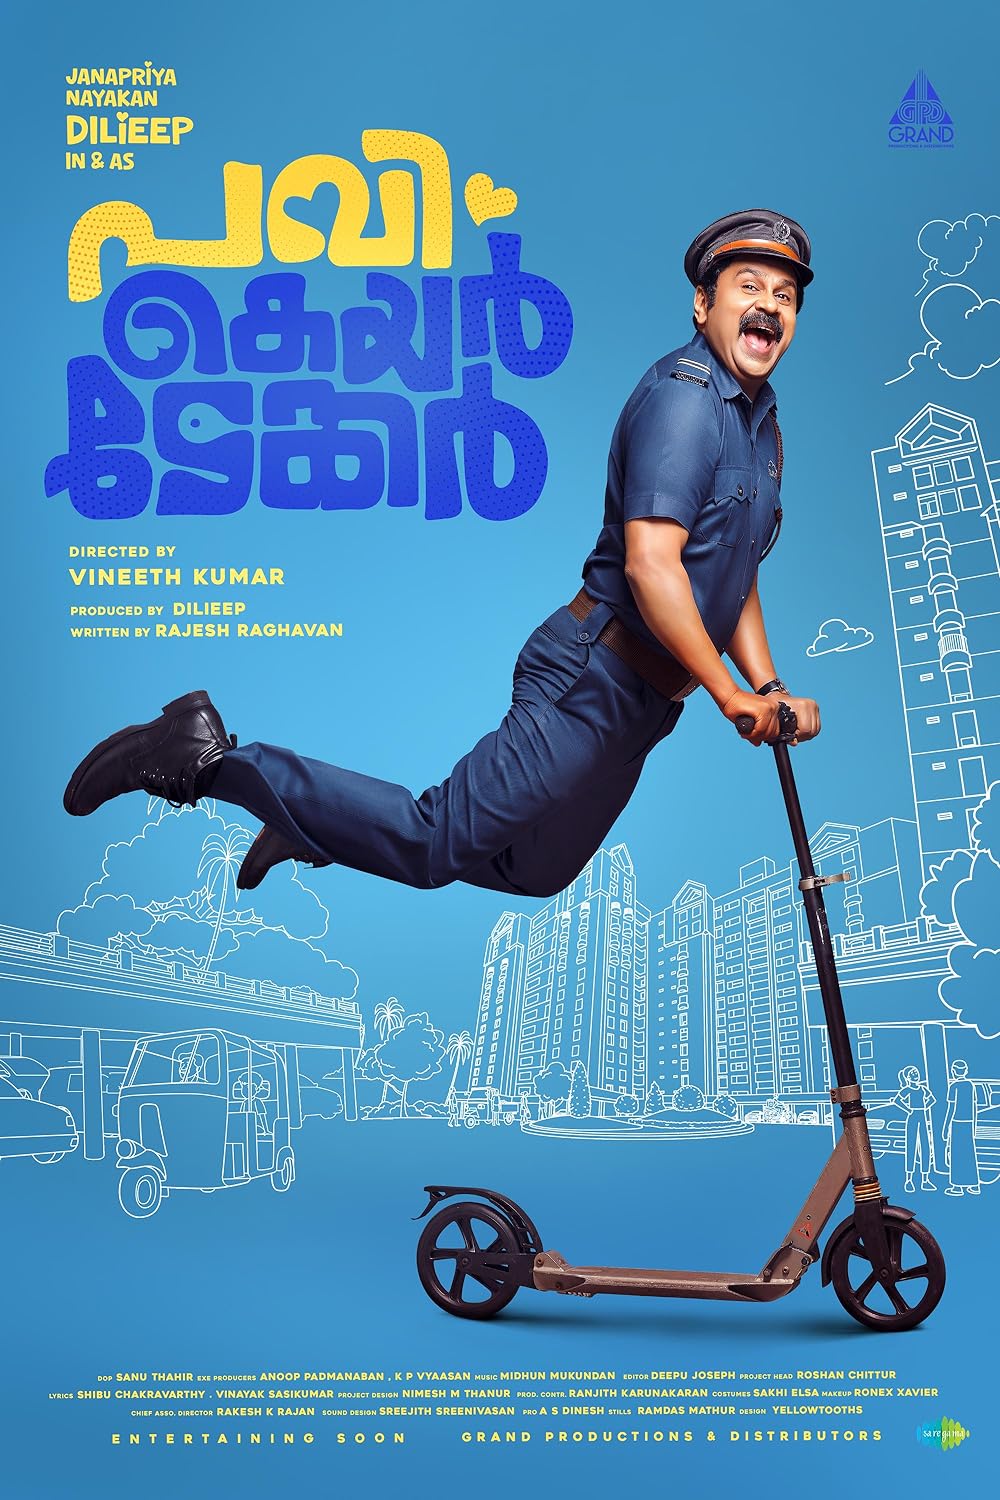 JANAPRiYA
NAYAKAN
DILiEEP
IN & AS
പവി
കെയർ
ടേക്കർ
GPD
GRAND
PRODUCTIONS & DISTRIBUTORS
DIRECTED BY
VINEETH KUMAR
PRODUCED BY DILIEEP
WRITTEN BY RAJESH RAGHAVAN
DOP SANU THAHIR EXE PRODUCERS ANOOP PADMANABAN , K P VYAASAN MUSIC MIDHUN MUKUNDAN EDITOR DEEPU JOSEPH PROJECT HEAD ROSHAN CHITTUR
LYRICS SHIBU CHAKRAVARTHY . VINAYAK SASIKUMAR PROJECT DESIGN NIMESH M THANUR PROD. CONTR. RANJITH KARUNAKARAN COSTUMES SAKHI ELSA MAKEUP RONEX XAVIER
CHIEF ASSO. DIRECTOR RAKESH K RAJAN SOUND DESIGN SREEJITH SREENIVASAN PRO A S DINESH STILLS RAMDAS MATHUR DESIGN YELLOWTOOTHS
ENTERTAINING SOON GRAND PRODUCTIONS & DISTRIBUTORS
saregama